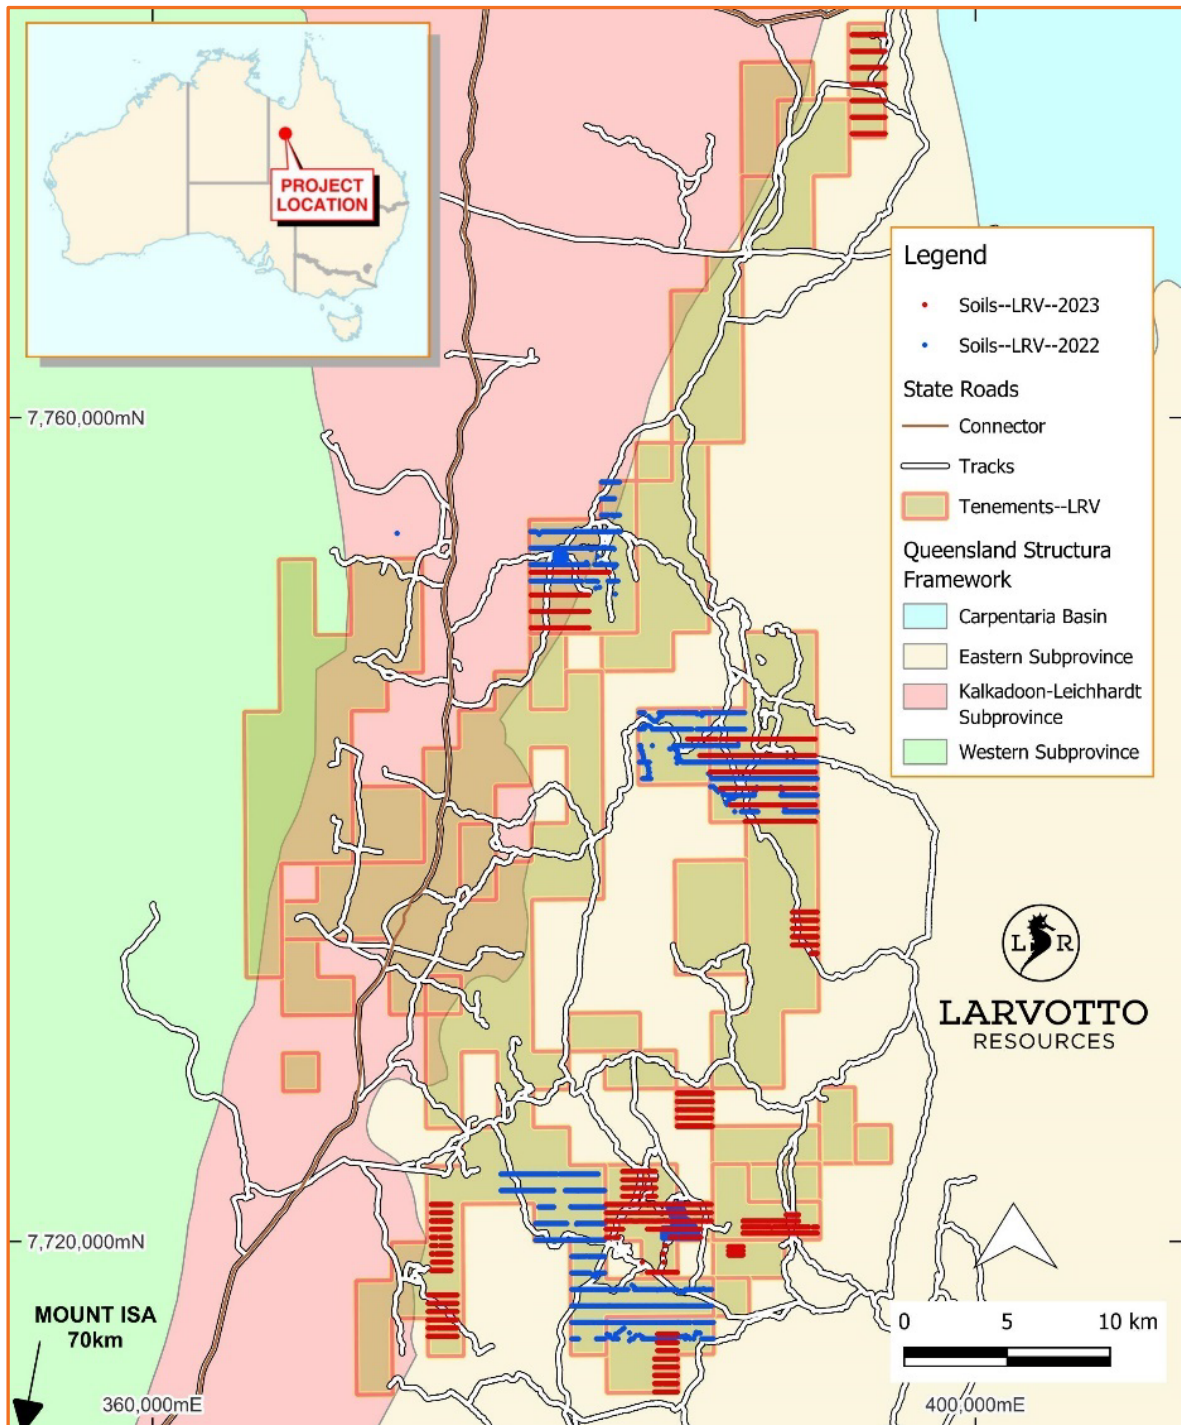 PROJECT
LOCATION
Legend
Soils--LRV--2023
Soils--LRV--2022
State Roads
Connector
Tracks
Tenements--LRV
Queensland Structura
Framework
Carpentaria Basin
Eastern Subprovince
Kalkadoon-Leichhardt
Subprovince
Western Subprovince
7,760,000mN
L R
LARVOTTO
RESOURCES
7,720,000mN
MOUNT ISA
70km
0 5 10 km
360,000mE
400,000mE